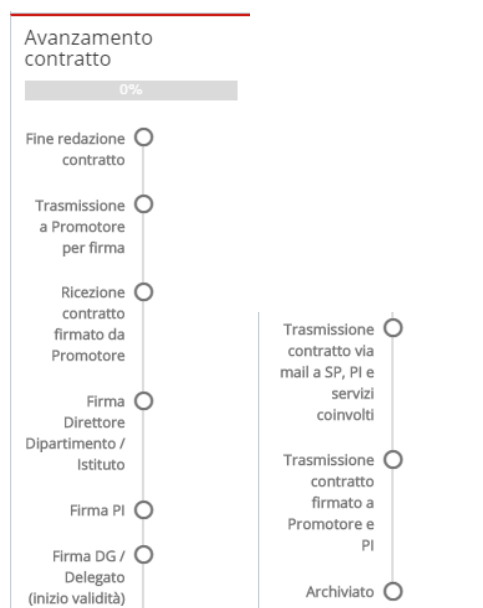 Avanzamento
contratto
0%
Fine redazione
contratto
Trasmissione
a Promotore
per firma
Ricezione
contratto
firmato da
Promotore
Firma
Direttore
Dipartimento /
Istituto
Firma PI
Firma DG /
Delegato
(inizio validità)
Trasmissione
contratto via
mail a SP, PI e
servizi
coinvolti
Trasmissione
contratto
firmato a
Promotore e
PI
Archiviato